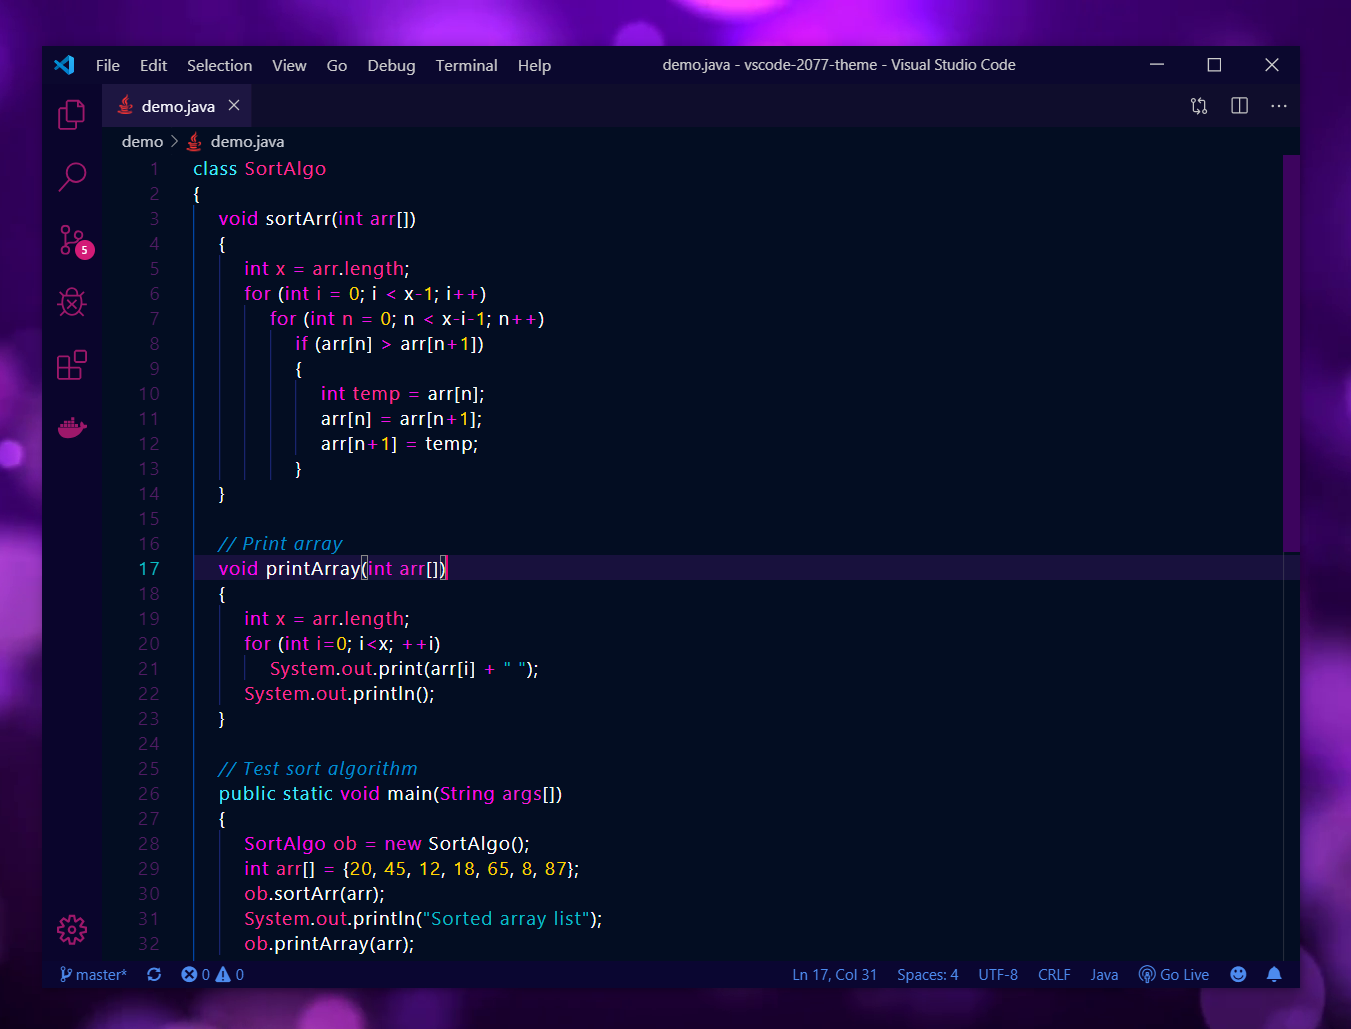 File Edit Selection View Go Debug Terminal Help demo.java - vscode-2077-theme - Visual Studio Code
demo.java
demo > demo.java
5
1 class SortAlgo
2 {
3 void sortArr(int arr[])
4 {
5 int x = arr.length;
6 for (int i = 0; i < x-1; i++)
7 for (int n = 0; n < x-i-1; n++)
8 if (arr[n] > arr[n+1])
9 {
10 int temp = arr[n];
11 arr[n] = arr[n+1];
12 arr[n+1] = temp;
13 }
14 }
15
16 // Print array
17 void printArray(int arr[])
18 {
19 int x = arr.length;
20 for (int i=0; i<x; ++i)
21 System.out.print(arr[i] + " ");
22 System.out.println();
23 }
24
25 // Test sort algorithm
26 public static void main(String args[])
27 {
28 SortAlgo ob = new SortAlgo();
29 int arr[] = {20, 45, 12, 18, 65, 8, 87};
30 ob.sortArr(arr);
31 System.out.println("Sorted array list");
32 ob.printArray(arr);
master* 0 0 Ln 17, Col 31 Spaces: 4 UTF-8 CRLF Java Go Live